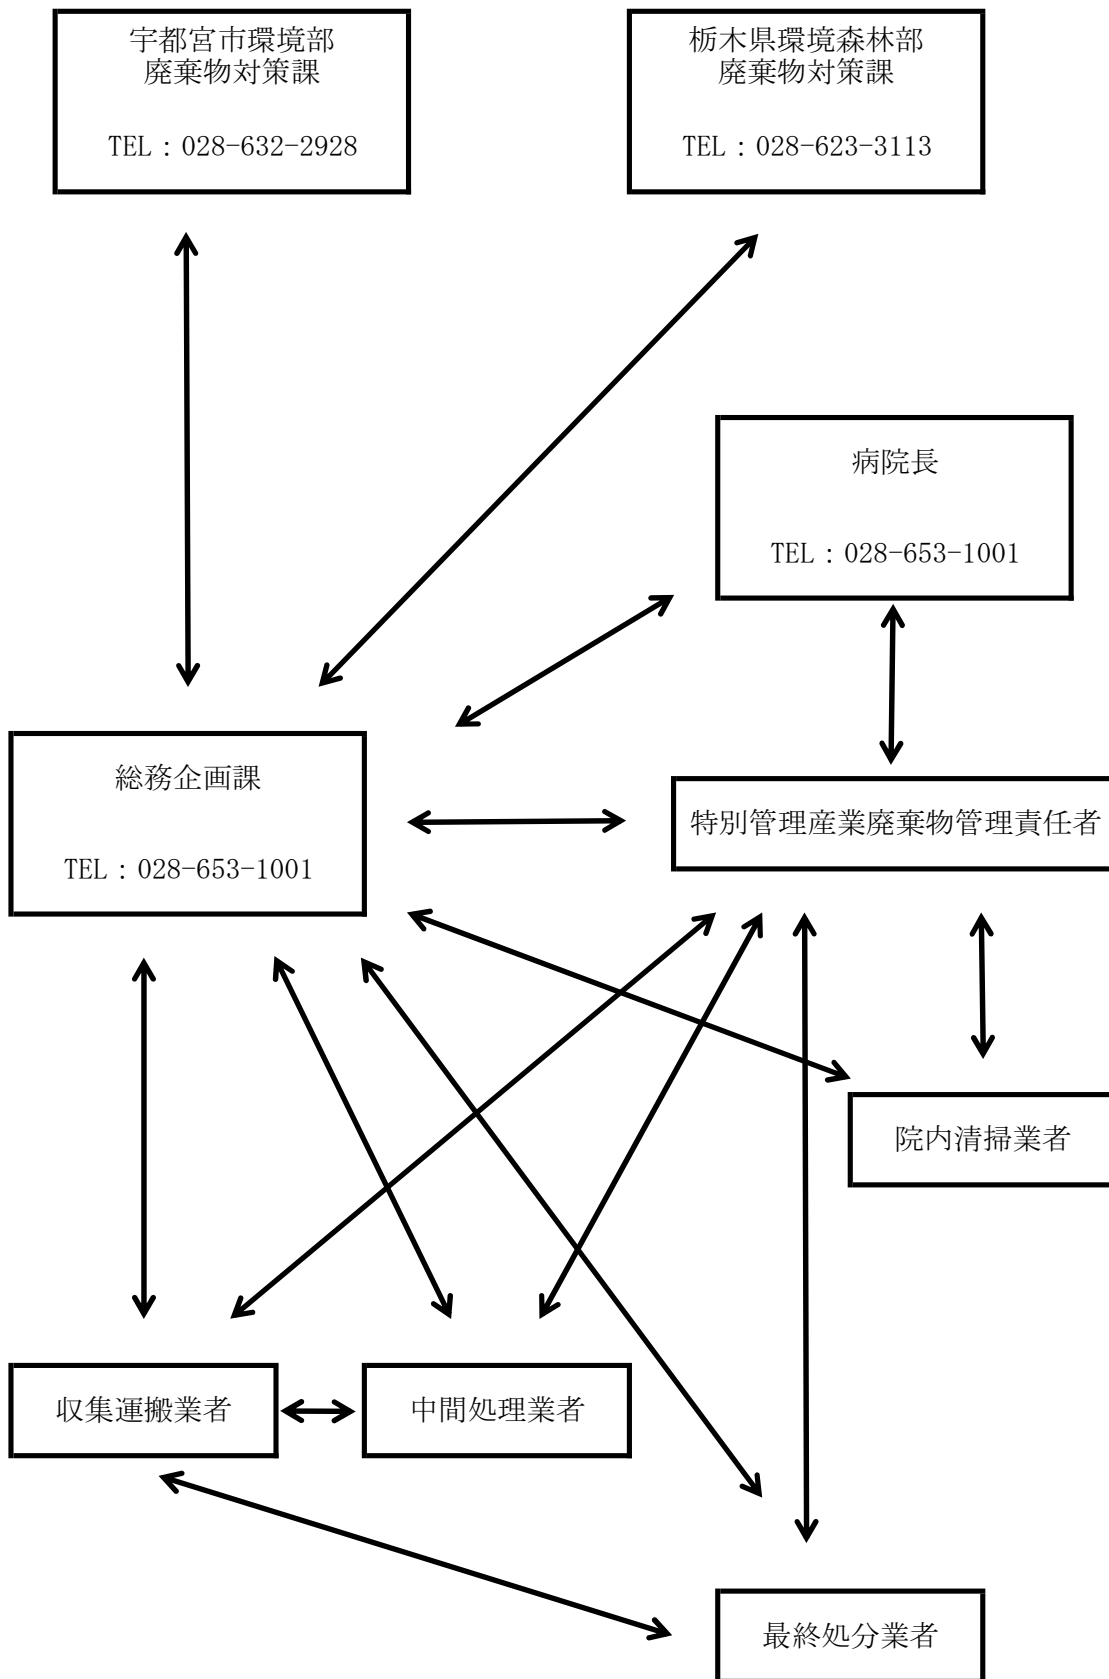 宇都宮市環境部
廃棄物対策課
TEL：028-632-2928
栃木県環境森林部
廃棄物対策課
TEL：028-623-3113
病院長
TEL：028-653-1001
総務企画課
TEL：028-653-1001
特別管理産業廃棄物管理責任者
院内清掃業者
収集運搬業者
中間処理業者
最終処分業者